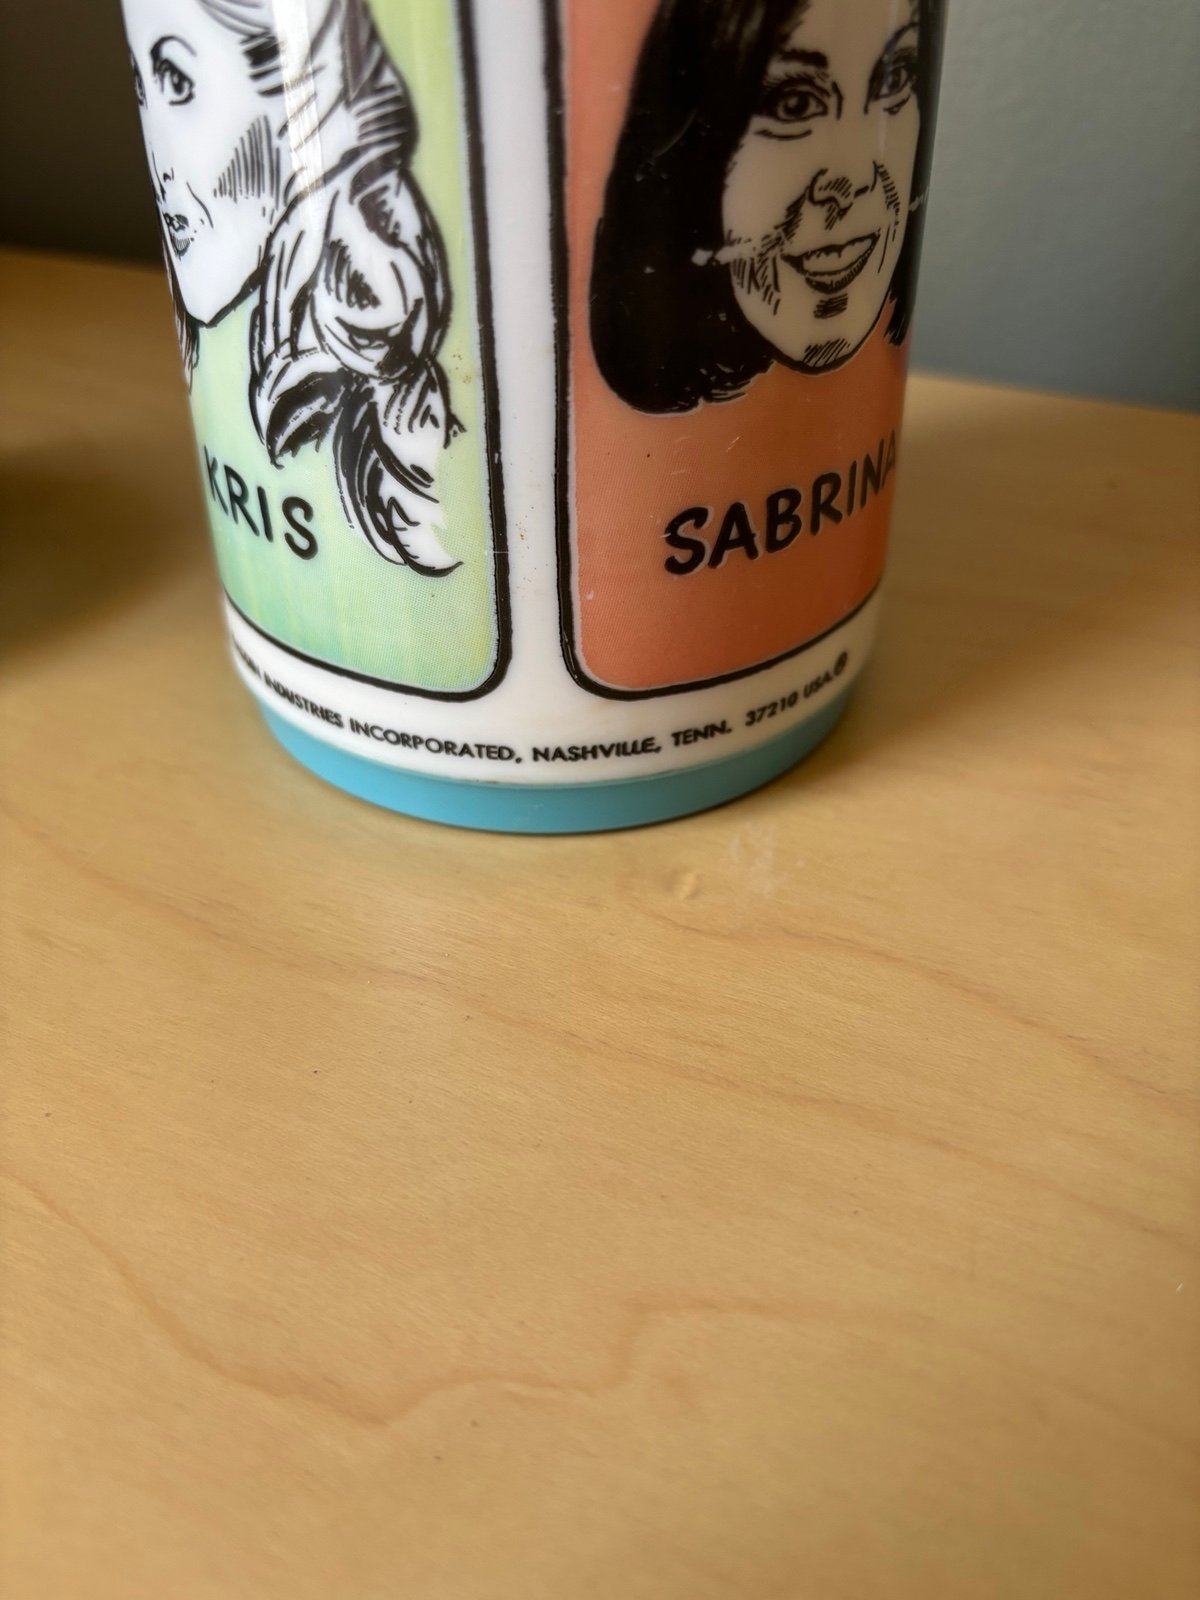 KRIS
SABRINA
INDUSTRIES INCORPORATED, NASHVILLE, TENN. 37210 USA.®